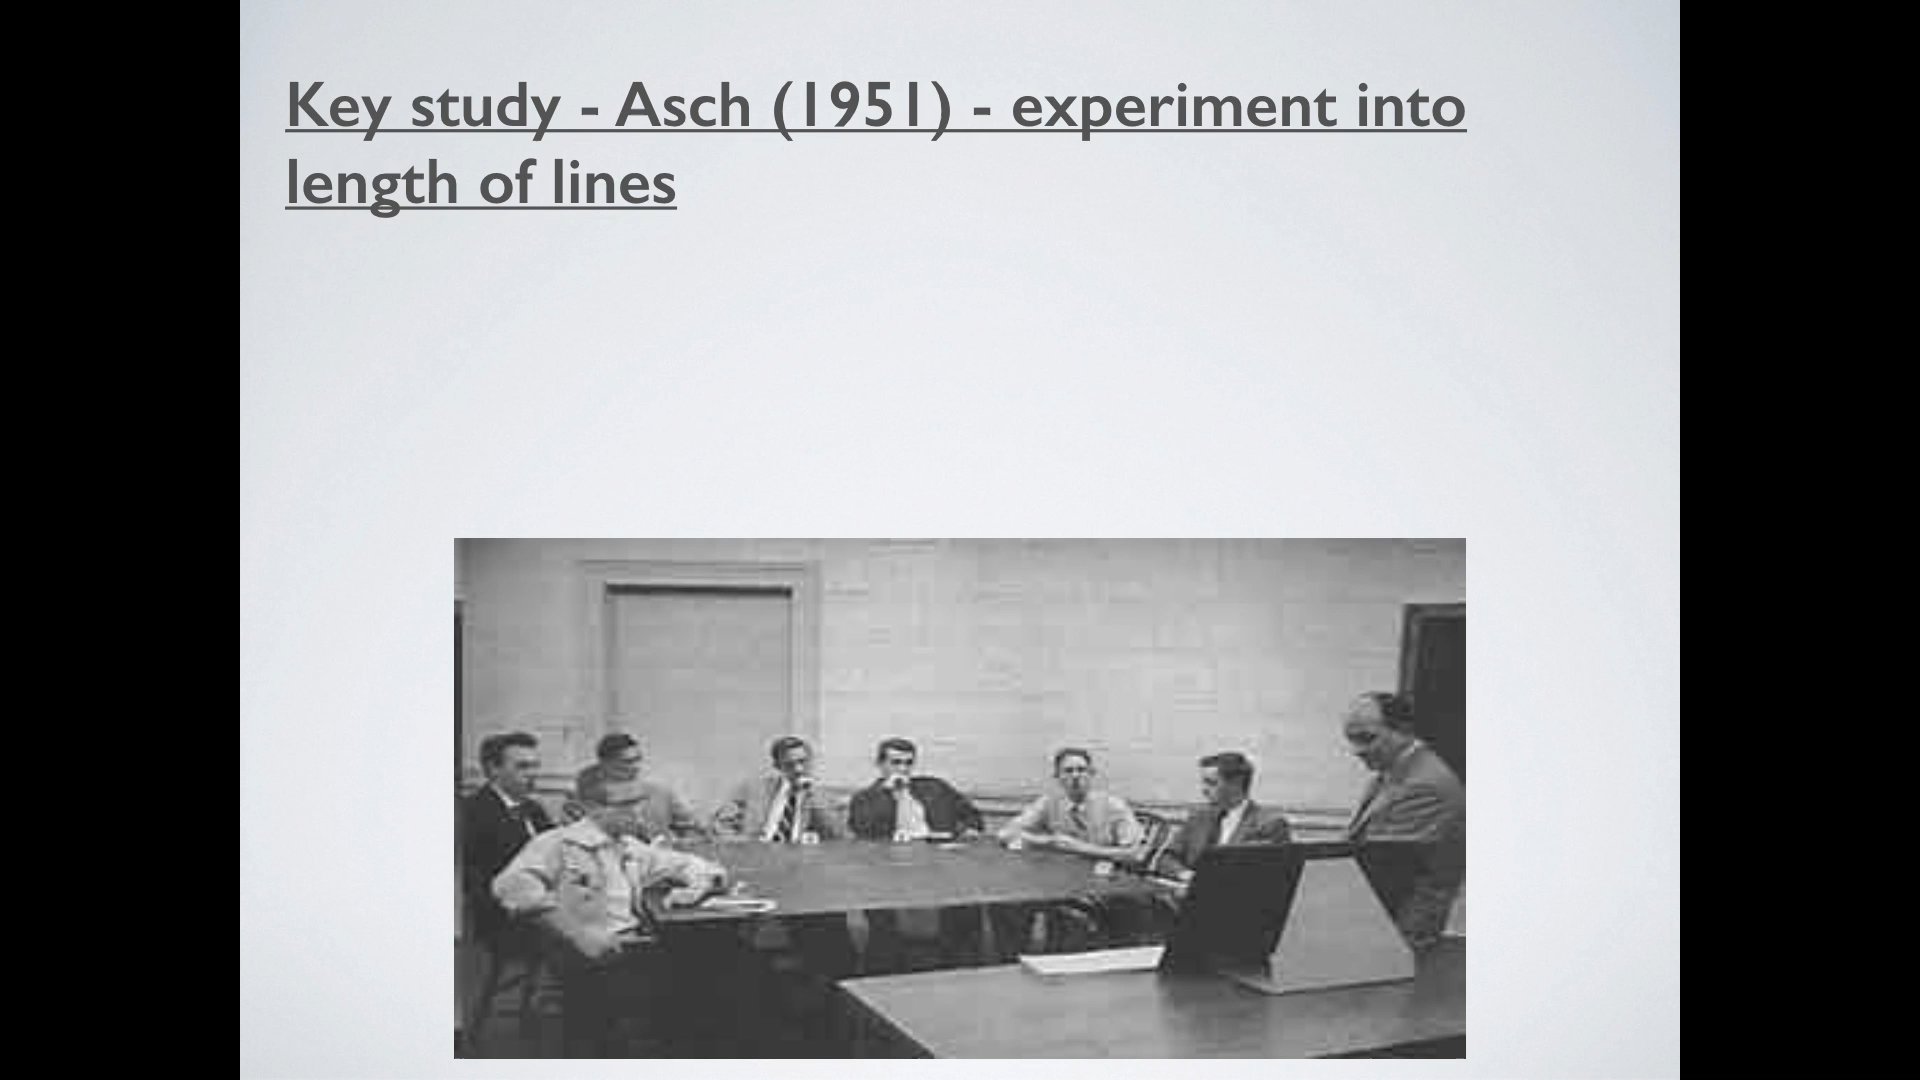 Key study - Asch (1951) - experiment into
length of lines